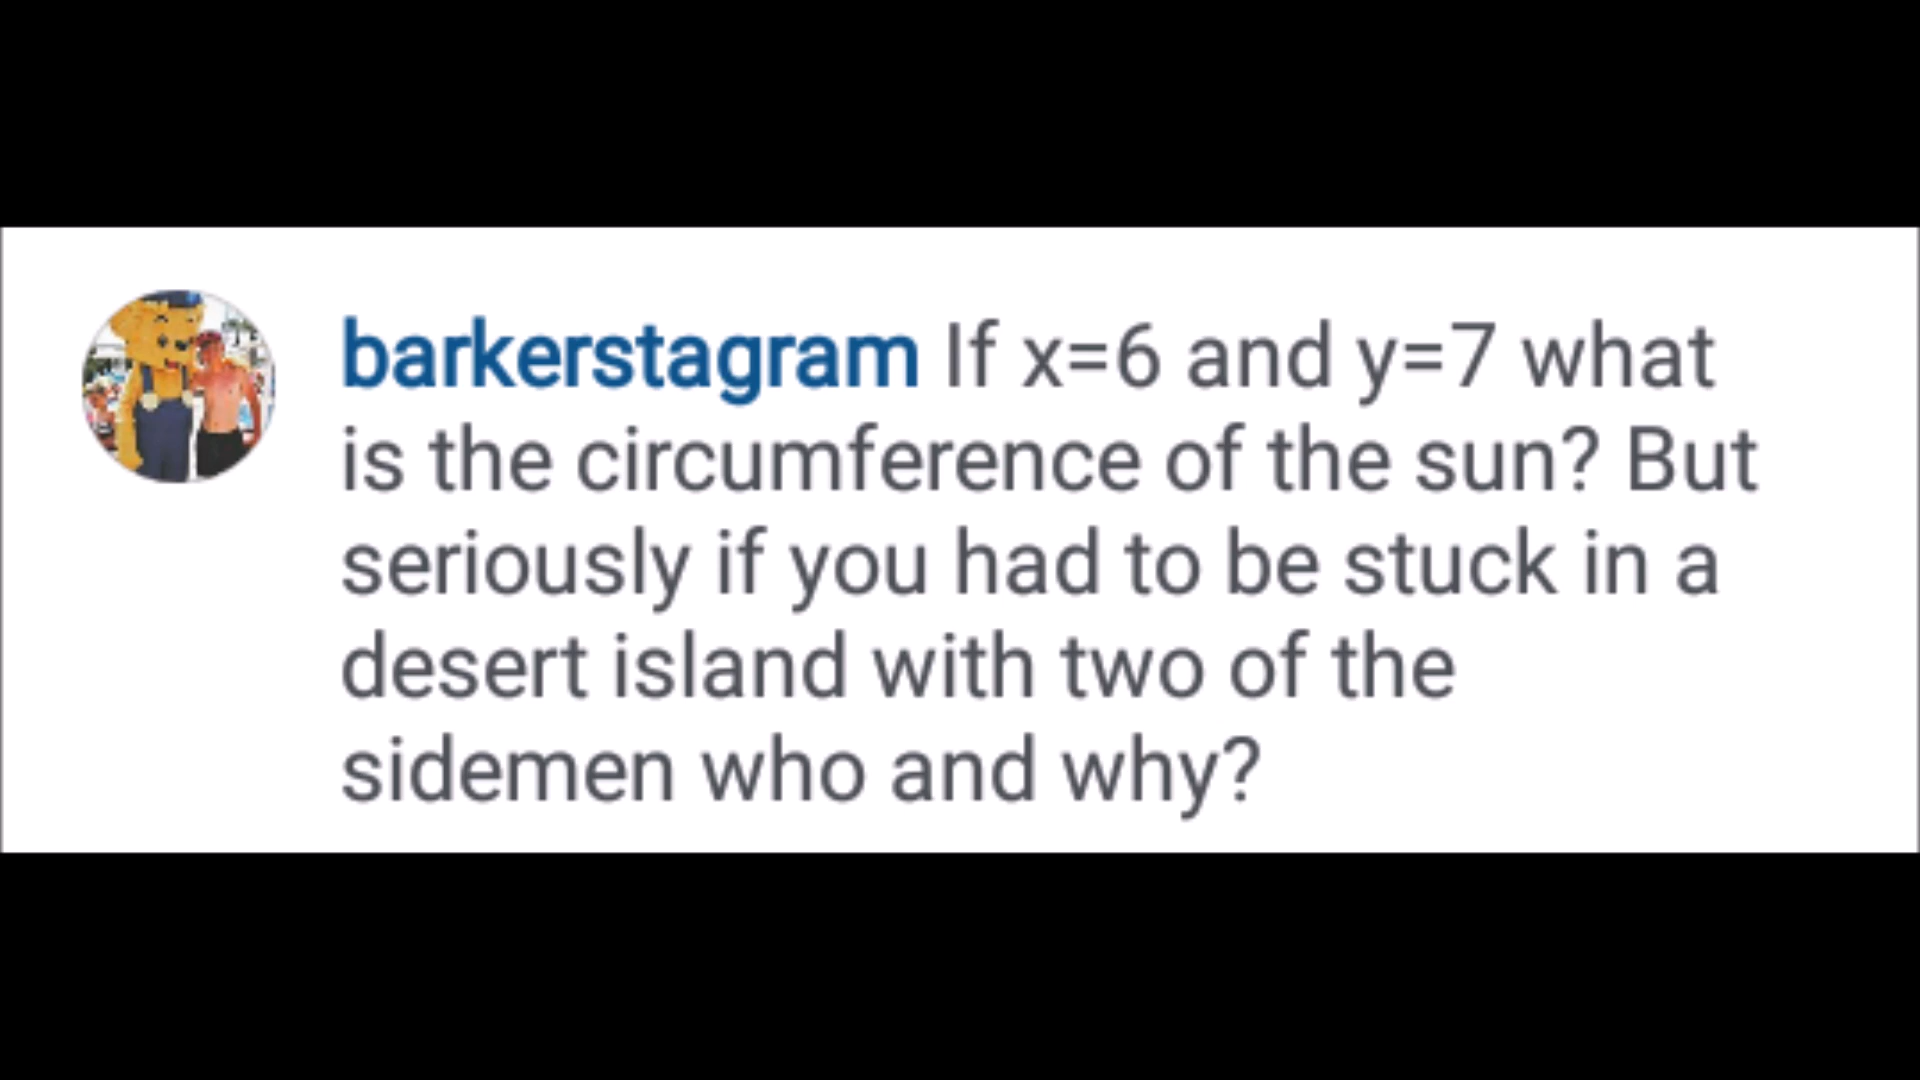 barkerstagram If x=6 and y=7 what
is the circumference of the sun? But
seriously if you had to be stuck in a
desert island with two of the
sidemen who and why?